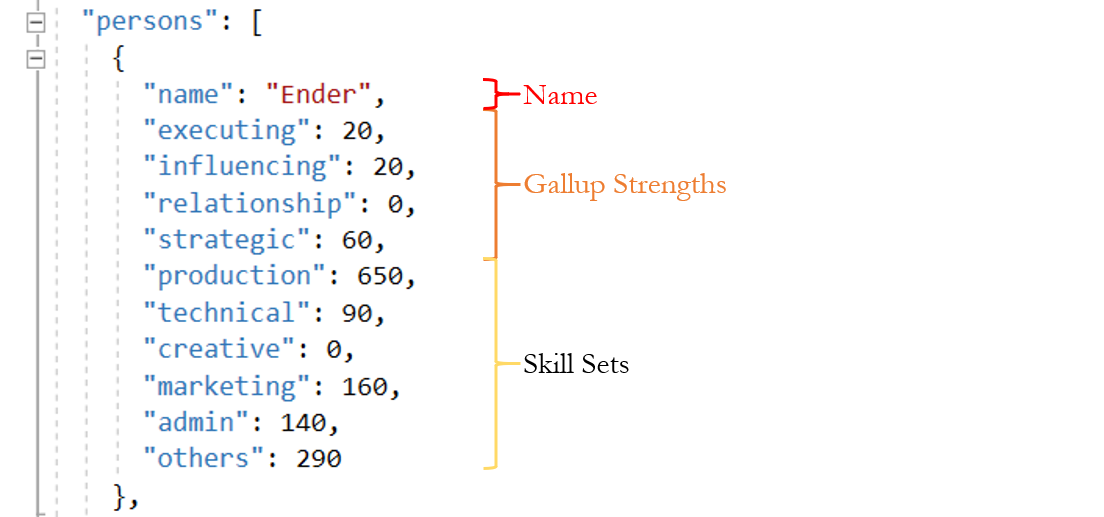 "persons": [
{
"name": "Ender",
Name
"executing": 20,
"influencing": 20,
Gallup Strengths
"relationship": 0,
"strategic": 60,
"production": 650,
"technical": 90,
"creative": 0,
Skill Sets
"marketing": 160,
"admin": 140,
"others": 290
},